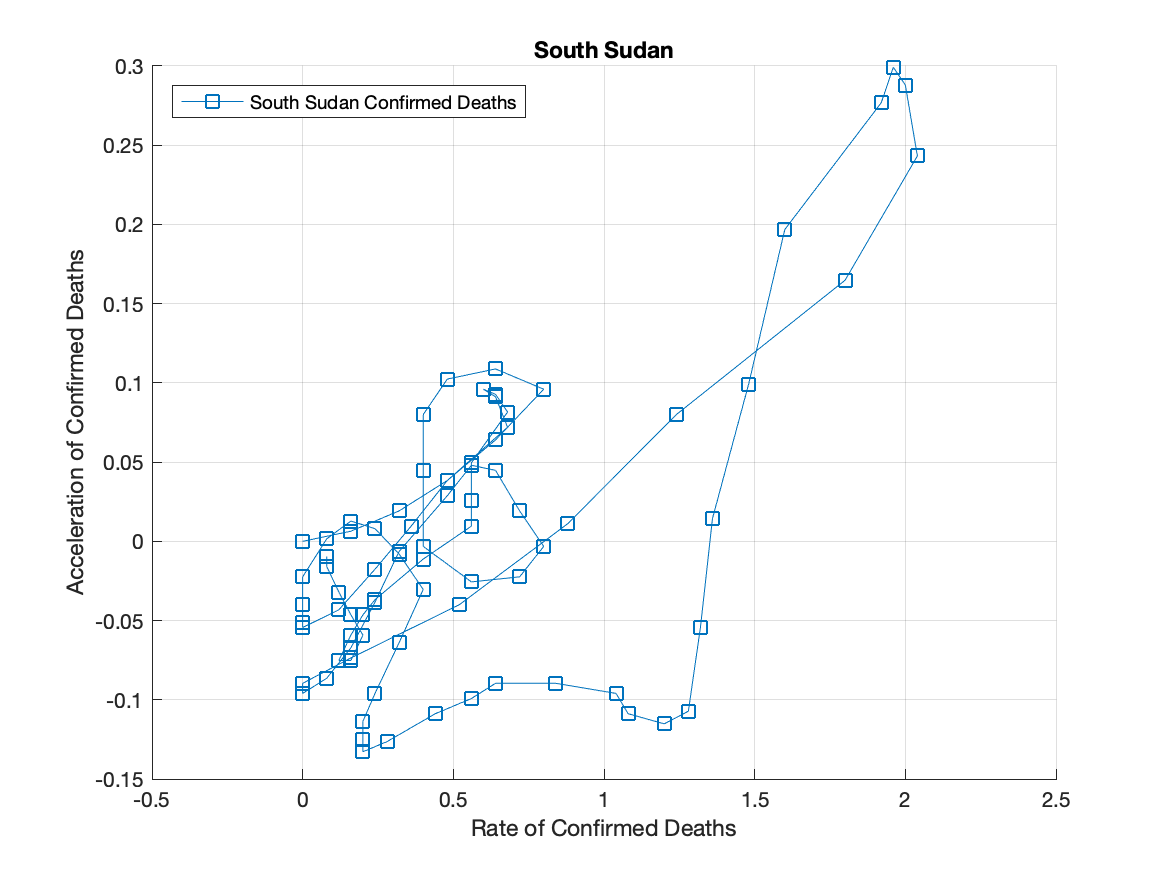 South Sudan
South Sudan Confirmed Deaths
0.3
0.25
0.2
0.15
0.1
0.05
0
-0.05
-0.1
-0.15
Acceleration of Confirmed Deaths
-0.5 0 0.5 1 1.5 2 2.5
Rate of Confirmed Deaths